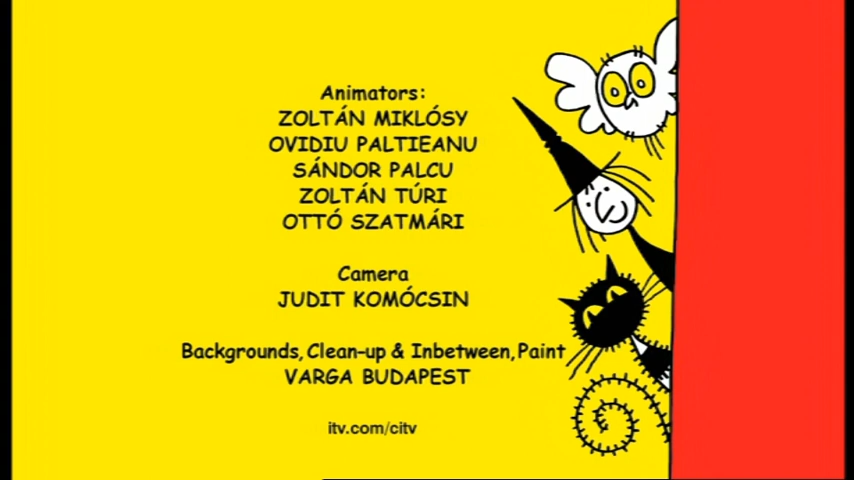 Animators:
ZOLTÁN MIKLÓSY
OVIDIU PALTIEANU
SÁNDOR PALCU
ZOLTÁN TÚRI
OTTÓ SZATMÁRI
Camera
JUDIT KOMÓCSIN
Backgrounds, Clean-up & Inbetween, Paint
VARGA BUDAPEST
itv.com/citv